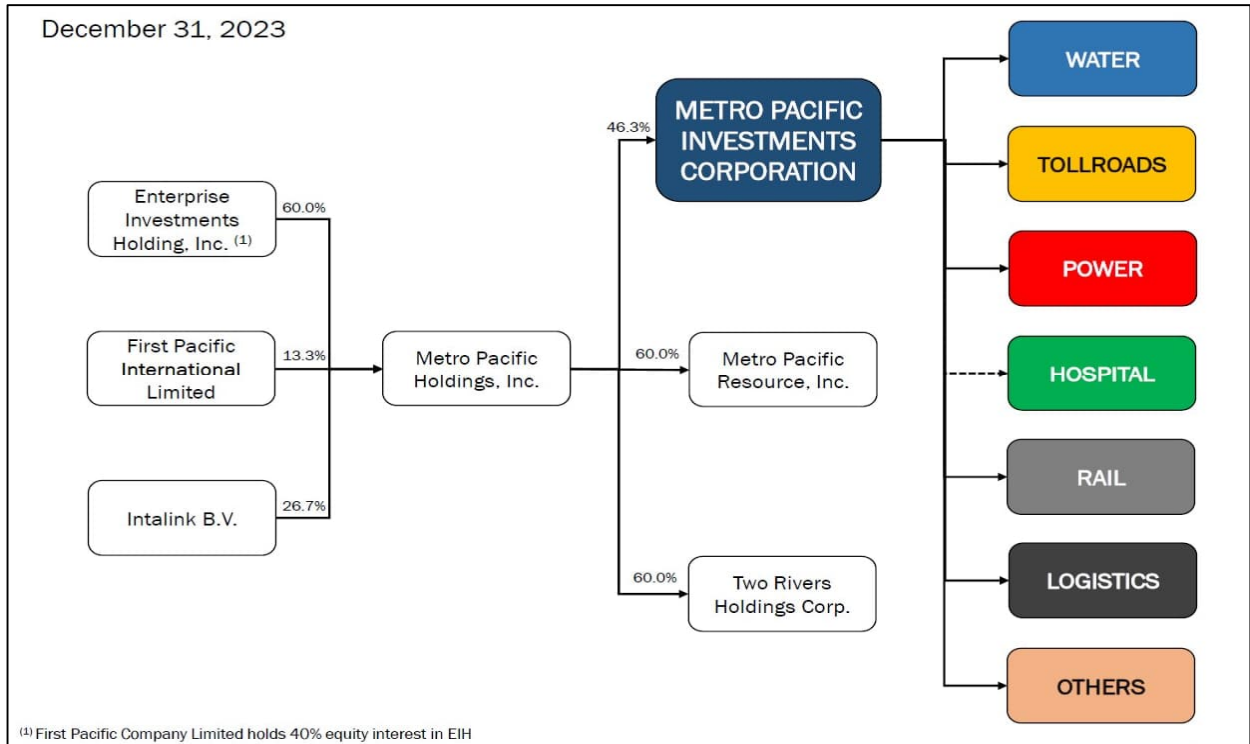 December 31, 2023
Enterprise
Investments
Holding, Inc. (1)
60.0%
First Pacific
International
Limited
13.3%
Intalink B.V.
26.7%
Metro Pacific
Holdings, Inc.
46.3%
METRO PACIFIC
INVESTMENTS
CORPORATION
60.0%
Metro Pacific
Resource, Inc.
60.0%
Two Rivers
Holdings Corp.
WATER
TOLLROADS
POWER
HOSPITAL
RAIL
LOGISTICS
OTHERS
(1) First Pacific Company Limited holds 40% equity interest in EIH